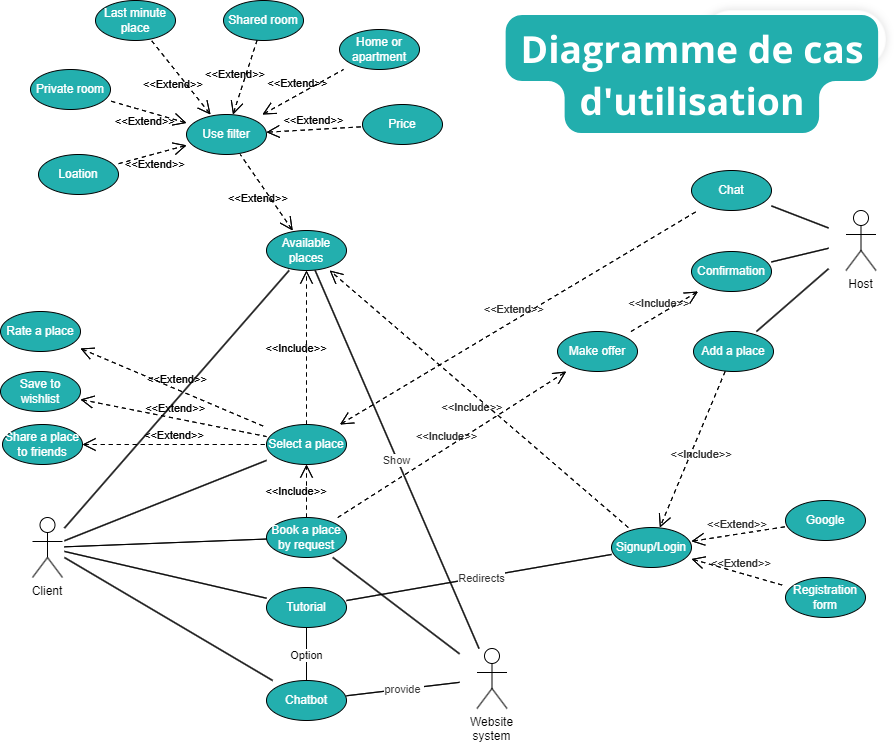 Diagramme de cas
d'utilisation
Last minute
place
Shared room
Home or
apartment
Private room
Price
Use filter
Loation
<<Extend>>
<<Extend>>
<<Extend>>
<<Extend>>
<<Extend>>
<<Extend>>
<<Extend>>
Available
places
Chat
Host
Confirmation
<<Extend>>
<<Include>>
Rate a place
<<Include>>
Make offer
Add a place
<<Extend>>
Save to
wishlist
<<Extend>>
<<Include>>
Share a place
to friends
<<Extend>>
Select a place
<<Include>>
Show
<<Include>>
<<Include>>
Client
Book a place
by request
Signup/Login
<<Extend>>
Google
<<Extend>>
Registration
form
Redirects
Tutorial
Option
Chatbot
provide
Website
system